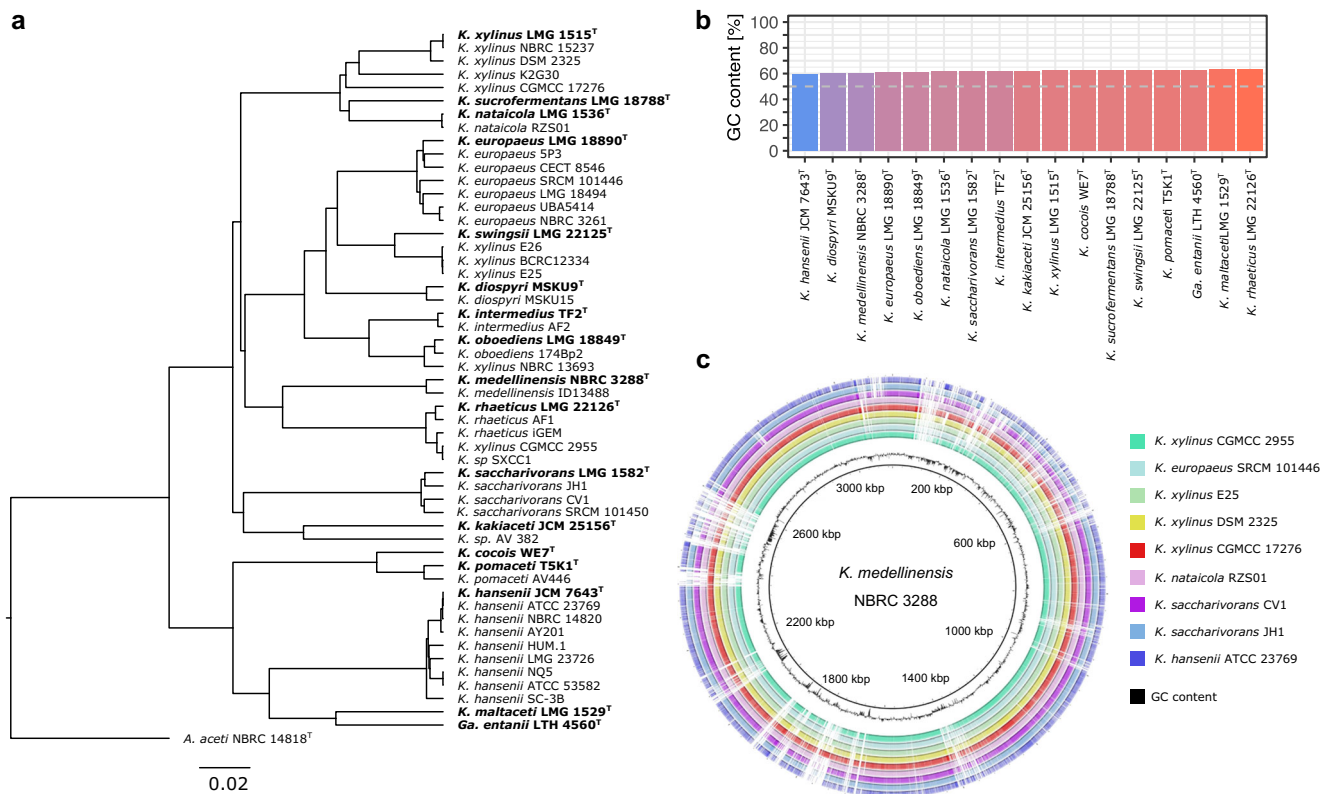 a
K. xylinus LMG 1515ᵀ
K. xylinus NBRC 15237
K. xylinus DSM 2325
K. xylinus K2G30
K. xylinus CGMCC 17276
K. sucrofermentans LMG 18788ᵀ
K. nataicola LMG 1536ᵀ
K. nataicola RZS01
K. europaeus LMG 18890ᵀ
K. europaeus 5P3
K. europaeus CECT 8546
K. europaeus SRCM 101446
K. europaeus LMG 18494
K. europaeus UBA5414
K. europaeus NBRC 3261
K. swingsii LMG 22125ᵀ
K. xylinus E26
K. xylinus BCRC12334
K. xylinus E25
K. diospyri MSKU9ᵀ
K. diospyri MSKU15
K. intermedius TF2ᵀ
K. intermedius AF2
K. oboediens LMG 18849ᵀ
K. oboediens 174Bp2
K. xylinus NBRC 13693
K. medellinensis NBRC 3288ᵀ
K. medellinensis ID13488
K. rhaeticus LMG 22126ᵀ
K. rhaeticus AF1
K. rhaeticus iGEM
K. xylinus CGMCC 2955
K. sp SXCC1
K. saccharivorans LMG 1582ᵀ
K. saccharivorans JH1
K. saccharivorans CV1
K. saccharivorans SRCM 101450
K. kakiaceti JCM 25156ᵀ
K. sp. AV 382
K. cocois WE7ᵀ
K. pomaceti T5K1ᵀ
K. pomaceti AV446
K. hansenii JCM 7643ᵀ
K. hansenii ATCC 23769
K. hansenii NBRC 14820
K. hansenii AY201
K. hansenii HUM.1
K. hansenii LMG 23726
K. hansenii NQ5
K. hansenii ATCC 53582
K. hansenii SC-3B
K. maltaceti LMG 1529ᵀ
Ga. entanii LTH 4560ᵀ
A. aceti NBRC 14818ᵀ
0.02
b
GC content [%]
100
80
60
40
20
0
K. hansenii JCM 7643ᵀ
K. diospyri MSKU9ᵀ
K. medellinensis NBRC 3288ᵀ
K. europaeus LMG 18890ᵀ
K. oboediens LMG 18849ᵀ
K. nataicola LMG 1536ᵀ
K. saccharivorans LMG 1582ᵀ
K. intermedius TF2ᵀ
K. kakiaceti JCM 25156ᵀ
K. xylinus LMG 1515ᵀ
K. cocois WE7ᵀ
K. sucrofermentans LMG 18788ᵀ
K. swingsii LMG 22125ᵀ
K. pomaceti T5K1ᵀ
Ga. entanii LTH 4560ᵀ
K. maltacetiLMG 1529ᵀ
K. rhaeticus LMG 22126ᵀ
c
3000 kbp
200 kbp
2600 kbp
600 kbp
K. medellinensis
NBRC 3288
2200 kbp
1000 kbp
1800 kbp
1400 kbp
K. xylinus CGMCC 2955
K. europaeus SRCM 101446
K. xylinus E25
K. xylinus DSM 2325
K. xylinus CGMCC 17276
K. nataicola RZS01
K. saccharivorans CV1
K. saccharivorans JH1
K. hansenii ATCC 23769
GC content